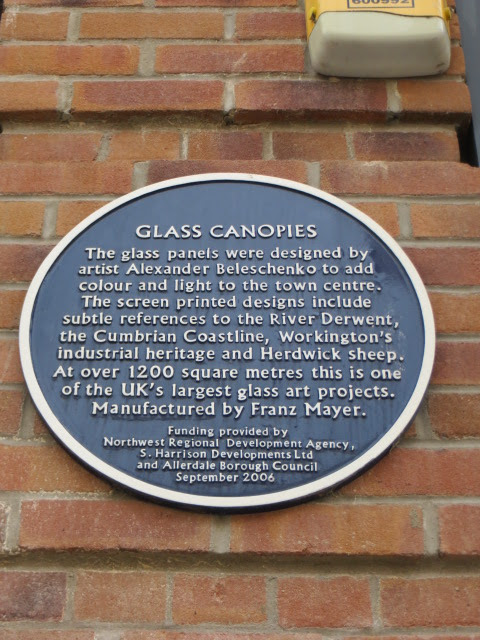 600992
GLASS CANOPIES
The glass panels were designed by
artist Alexander Beleschenko to add
colour and light to the town centre.
The screen printed designs include
subtle references to the River Derwent,
the Cumbrian Coastline, Workington's
industrial heritage and Herdwick sheep.
At over 1200 square metres this is one
of the UK's largest glass art projects.
Manufactured by Franz Mayer.
Funding provided by
Northwest Regional Development Agency,
S. Harrison Developments Ltd
and Allerdale Borough Council
September 2006